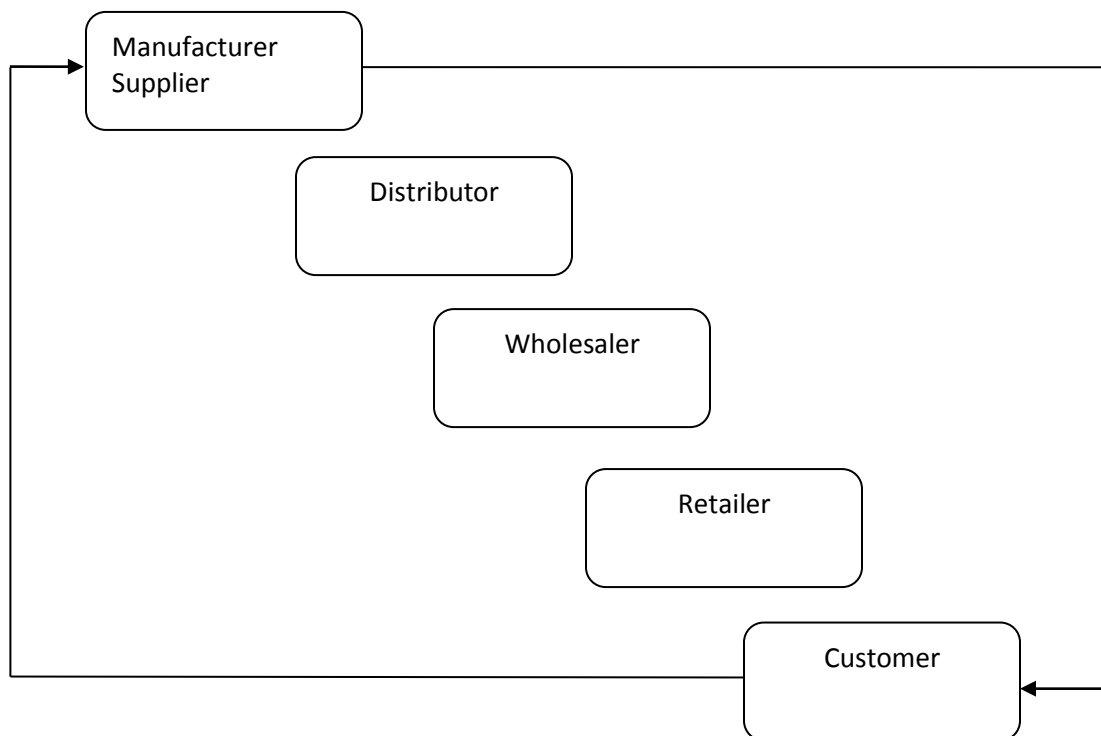 Manufacturer
Supplier
Distributor
Wholesaler
Retailer
Customer